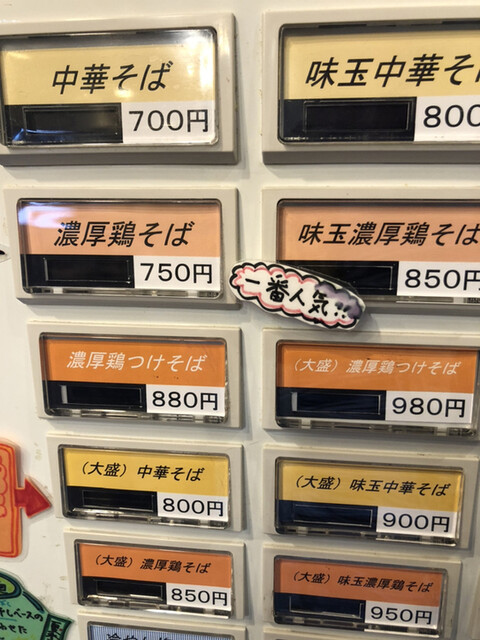 中華そば
700円
味玉中華そ
800
濃厚鶏そば
750円
味玉濃厚鶏そば
850円
一番人気!!
濃厚鶏つけそば
880円
(大盛) 濃厚鶏つけそば
980円
(大盛) 中華そば
800円
(大盛) 味玉中華そば
900円
(大盛) 濃厚鶏そば
850円
(大盛) 味玉濃厚鶏そば
950円